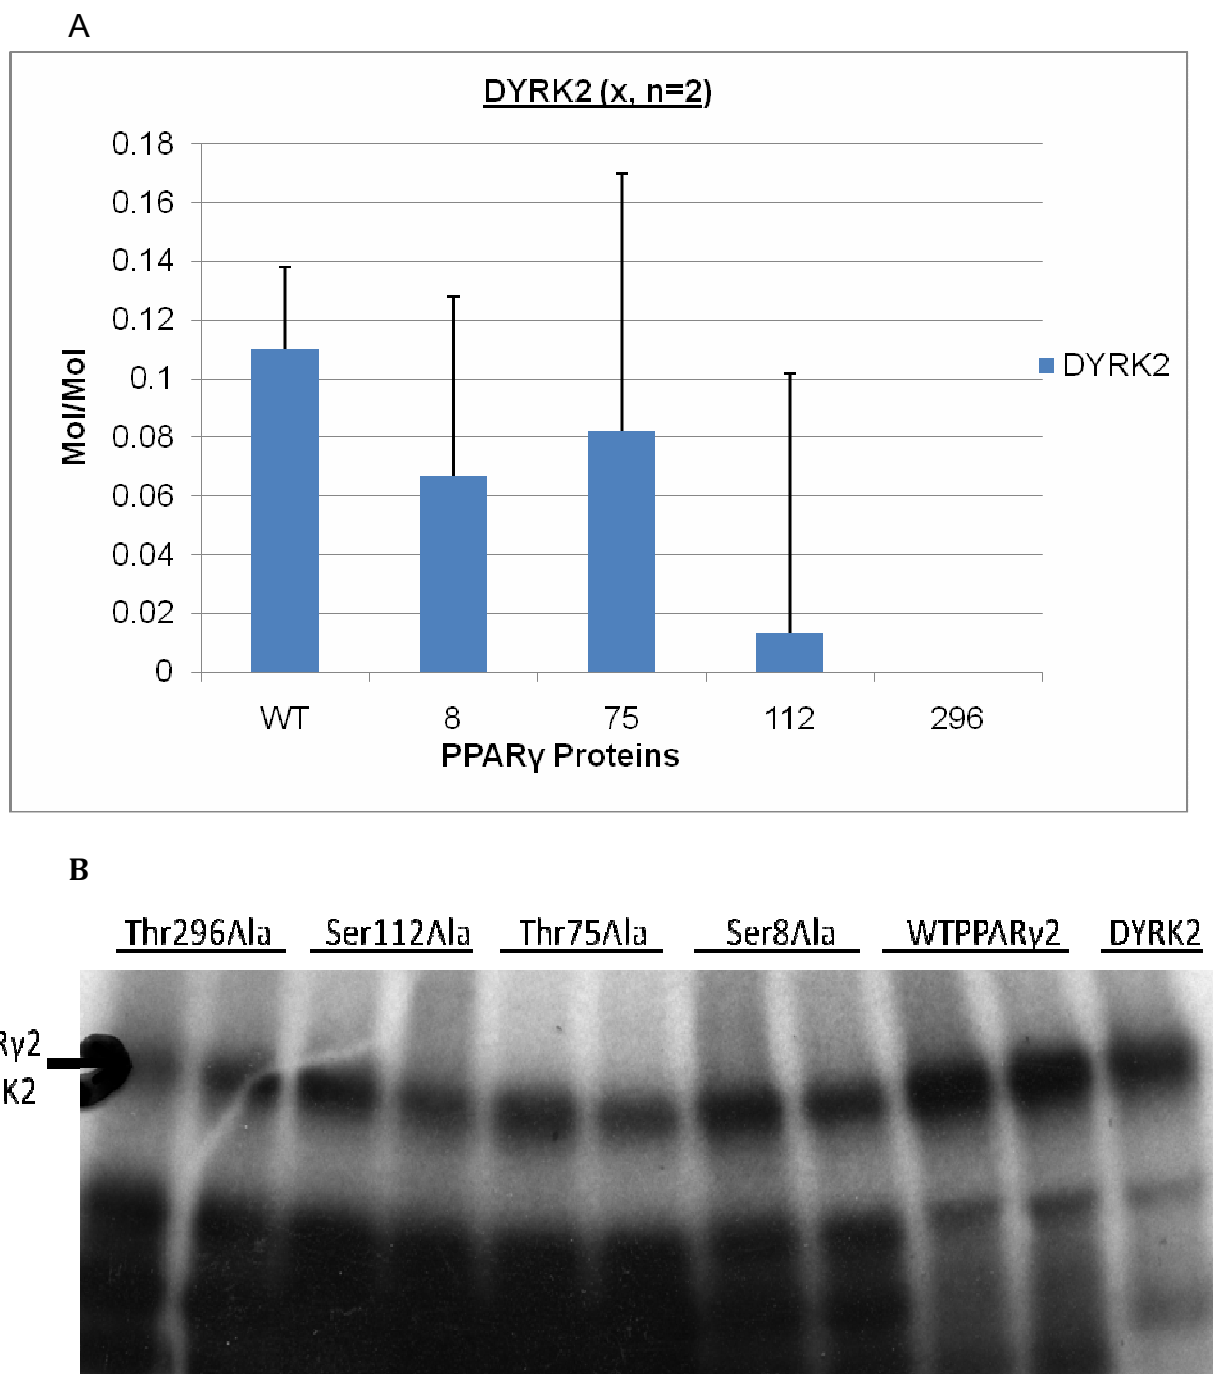 A
DYRK2 (x, n=2)
0.18
0.16
0.14
0.12
0.1
0.08
0.06
0.04
0.02
0
Mol/Mol
DYRK2
WT 8 75 112 296
PPARγ Proteins
B
Thr296Ala Ser112Ala Thr75Ala Ser8Ala WTPPARγ2 DYRK2
Rγ2
K2